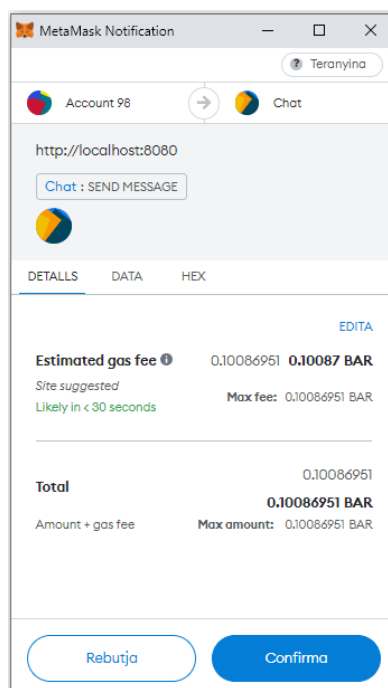 MetaMask Notification
? Teranyina
Account 98 Chat
http://localhost:8080
Chat : SEND MESSAGE
DETALLS DATA HEX
EDITA
Estimated gas fee 0.10086951 0.10087 BAR
Site suggested
Max fee: 0.10086951 BAR
Likely in < 30 seconds
0.10086951
Total
0.10086951 BAR
Amount + gas fee Max amount: 0.10086951 BAR
Rebutja Confirma